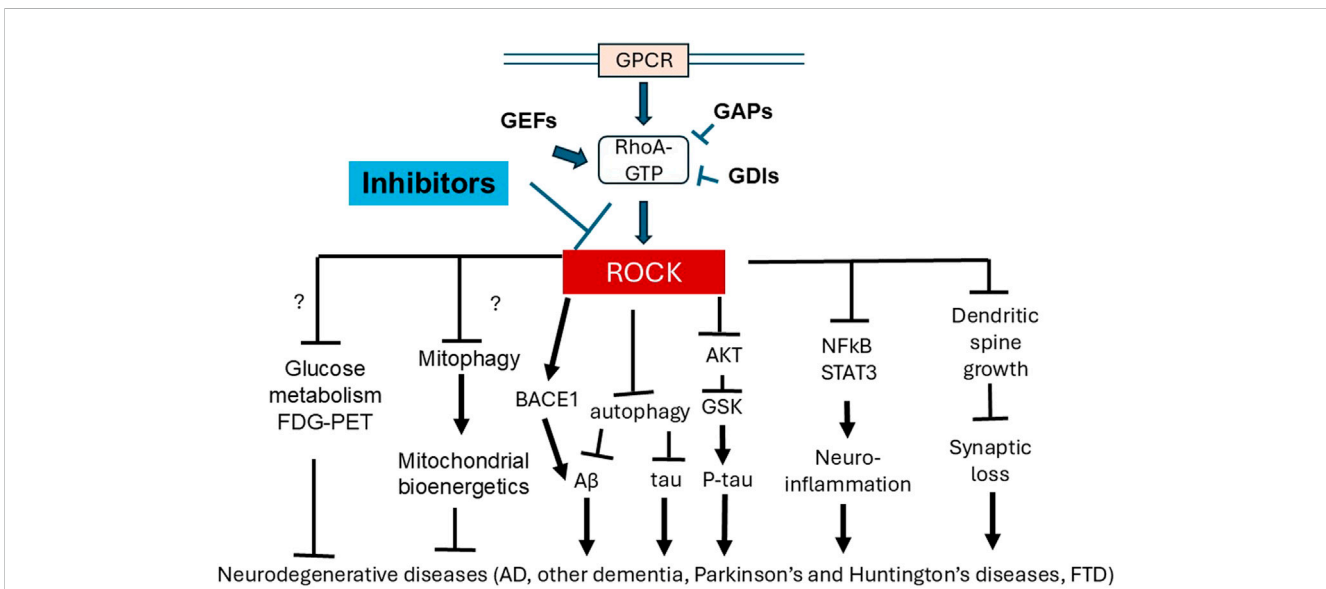 GPCR
GEFs
GAPs
RhoA-
GTP
GDIs
Inhibitors
ROCK
?
?
Glucose
metabolism
FDG-PET
Mitophagy
Mitochondrial
bioenergetics
BACE1
autophagy
Aβ
tau
AKT
GSK
P-tau
NFkB
STAT3
Neuro-
inflammation
Dendritic
spine
growth
Synaptic
loss
Neurodegenerative diseases (AD, other dementia, Parkinson's and Huntington's diseases, FTD)